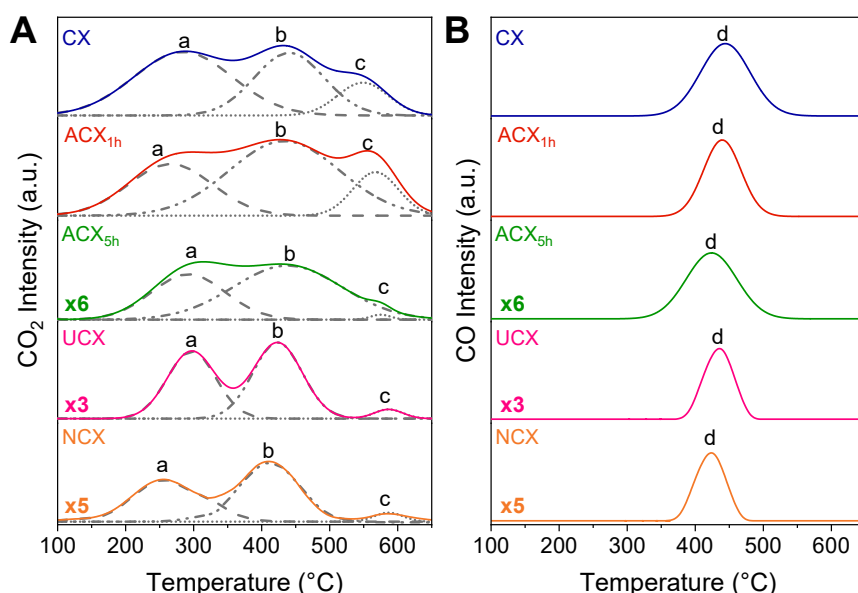 A
CO₂ Intensity (a.u.)
CX
a
b
c
ACX₁ₕ
a
b
c
ACX₅ₕ
x6
a
b
c
UCX
x3
a
b
c
NCX
x5
a
b
c
100 200 300 400 500 600
Temperature (°C)
B
CO Intensity (a.u.)
CX
d
ACX₁ₕ
d
ACX₅ₕ
x6
d
UCX
x3
d
NCX
x5
d
100 200 300 400 500 600
Temperature (°C)